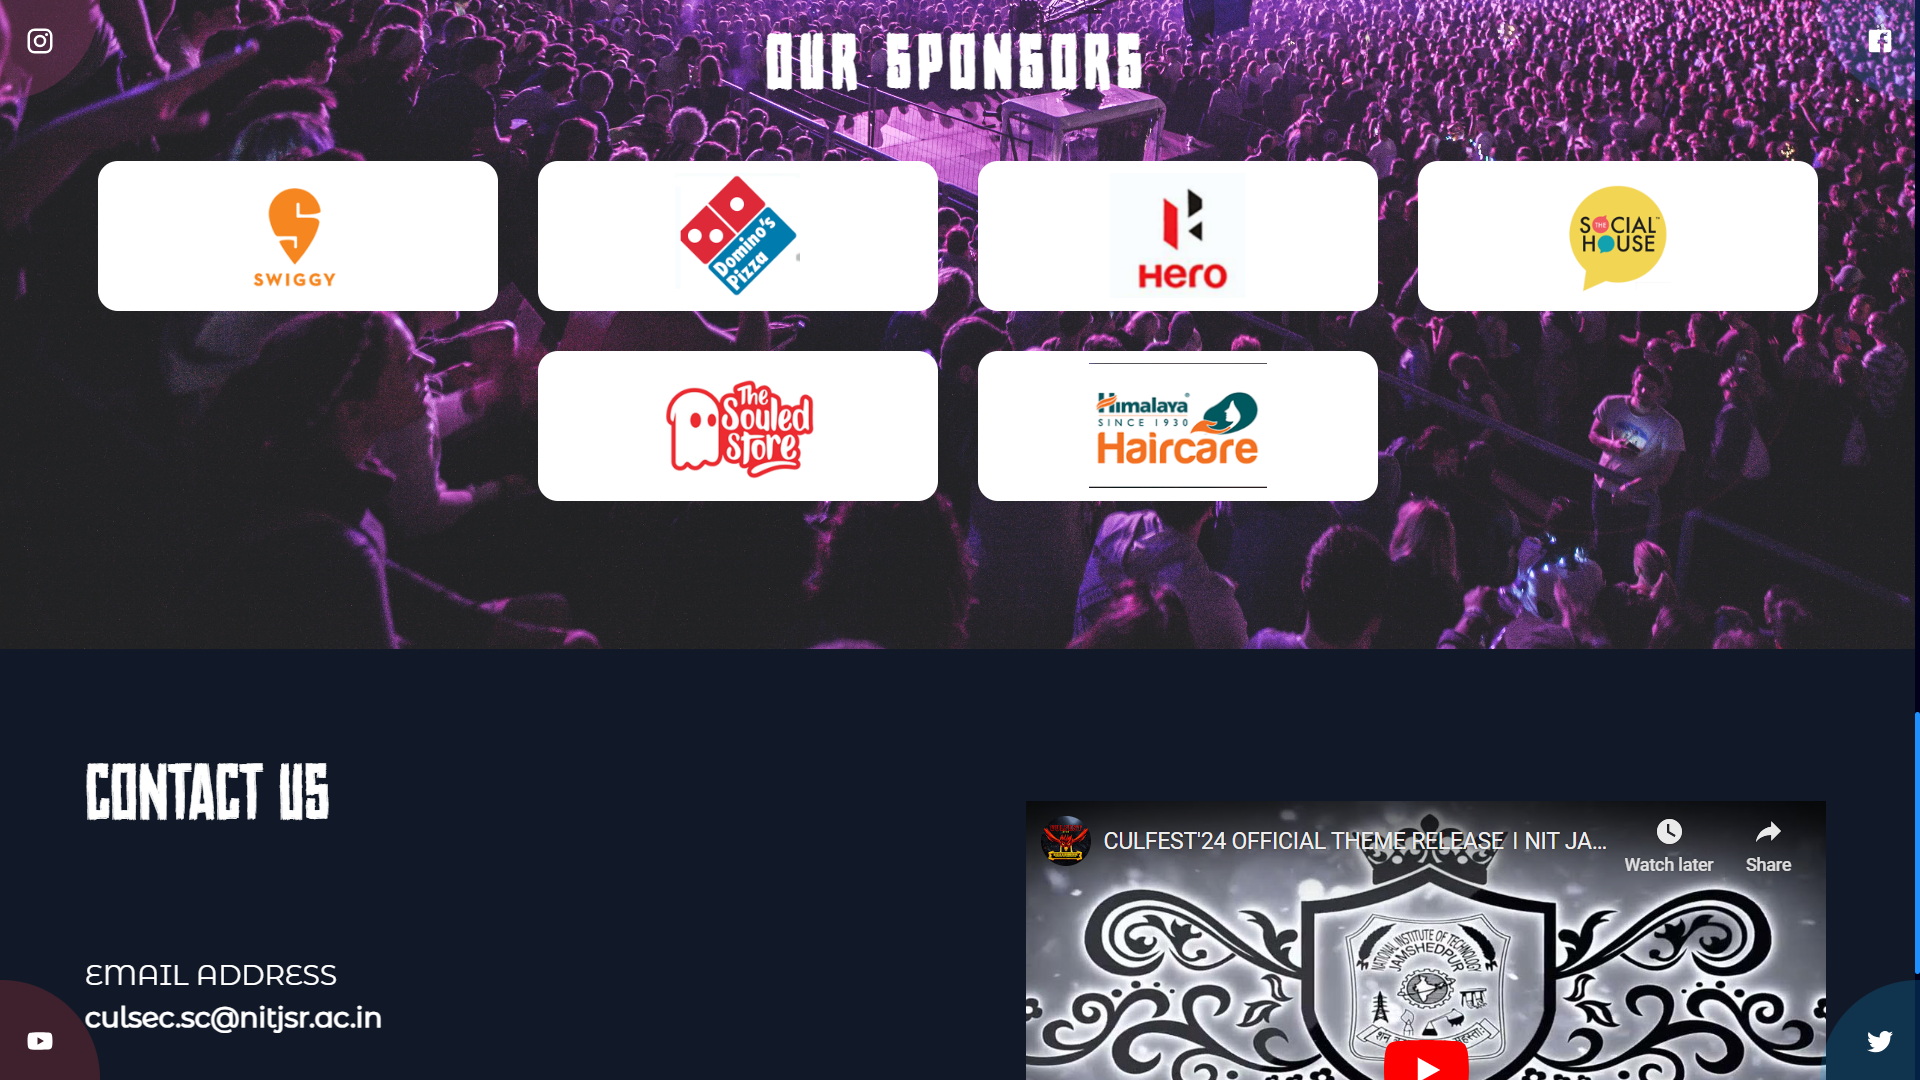 OUR SPONSORS
SWIGGY
Domino's
Pizza
Hero
THE
SOCIAL™
HOUSE
The
Souled
Store
Himalaya®
SINCE 1930
Haircare
CONTACT US
CULFEST'24 OFFICIAL THEME RELEASE I NIT JA...
Watch later
Share
NATIONAL INSTITUTE OF TECHNOLOGY
JAMSHEDPUR
EMAIL ADDRESS
culsec.sc@nitjsr.ac.in